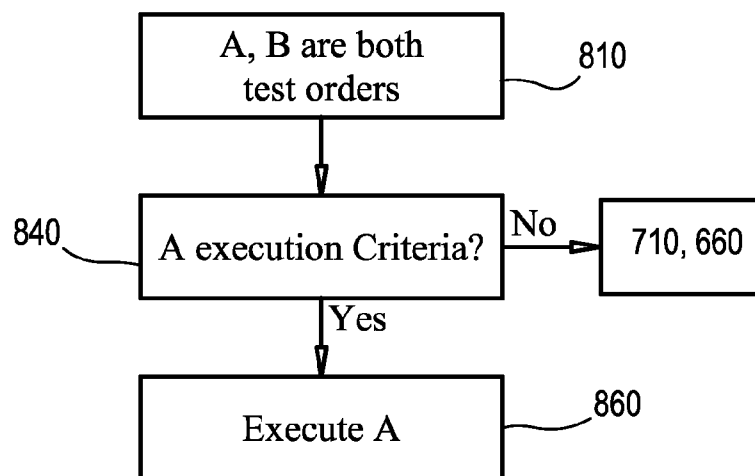 A, B are both
test orders
810
840
A execution Criteria?
No
710, 660
Yes
Execute A
860